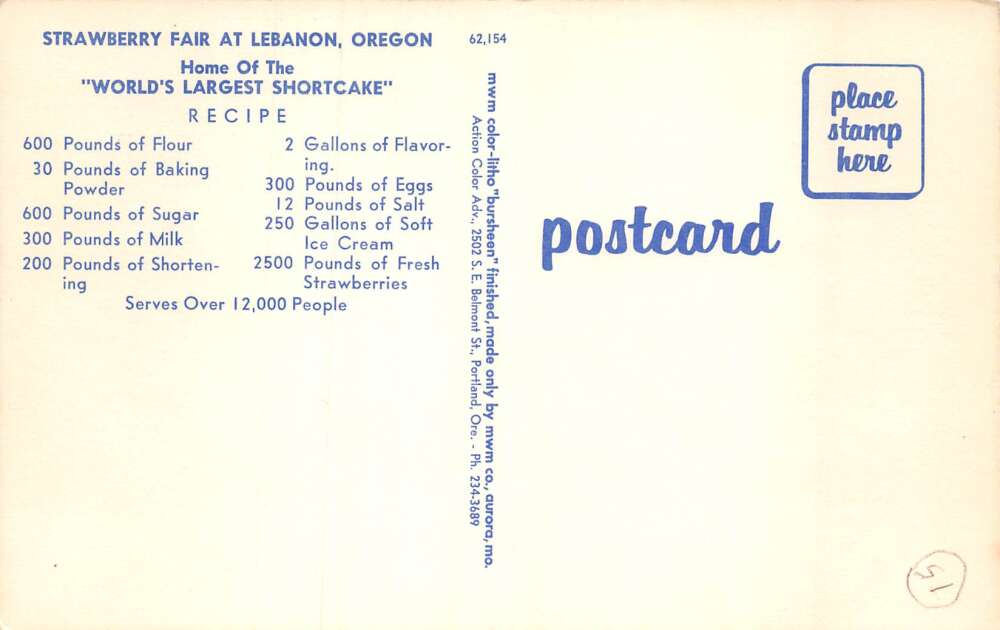 STRAWBERRY FAIR AT LEBANON, OREGON
Home Of The
"WORLD'S LARGEST SHORTCAKE"
RECIPE
600 Pounds of Flour
30 Pounds of Baking
Powder
600 Pounds of Sugar
300 Pounds of Milk
200 Pounds of Shorten-
ing
2 Gallons of Flavor-
ing.
300 Pounds of Eggs
12 Pounds of Salt
250 Gallons of Soft
Ice Cream
2500 Pounds of Fresh
Strawberries
Serves Over 12,000 People
62,154
mwm color-litho "bursheen" finished, made only by mwm co., aurora, mo.
Action Color Adv., 2502 S. E. Belmont St., Portland, Ore. - Ph. 234-3689
place
stamp
here
postcard